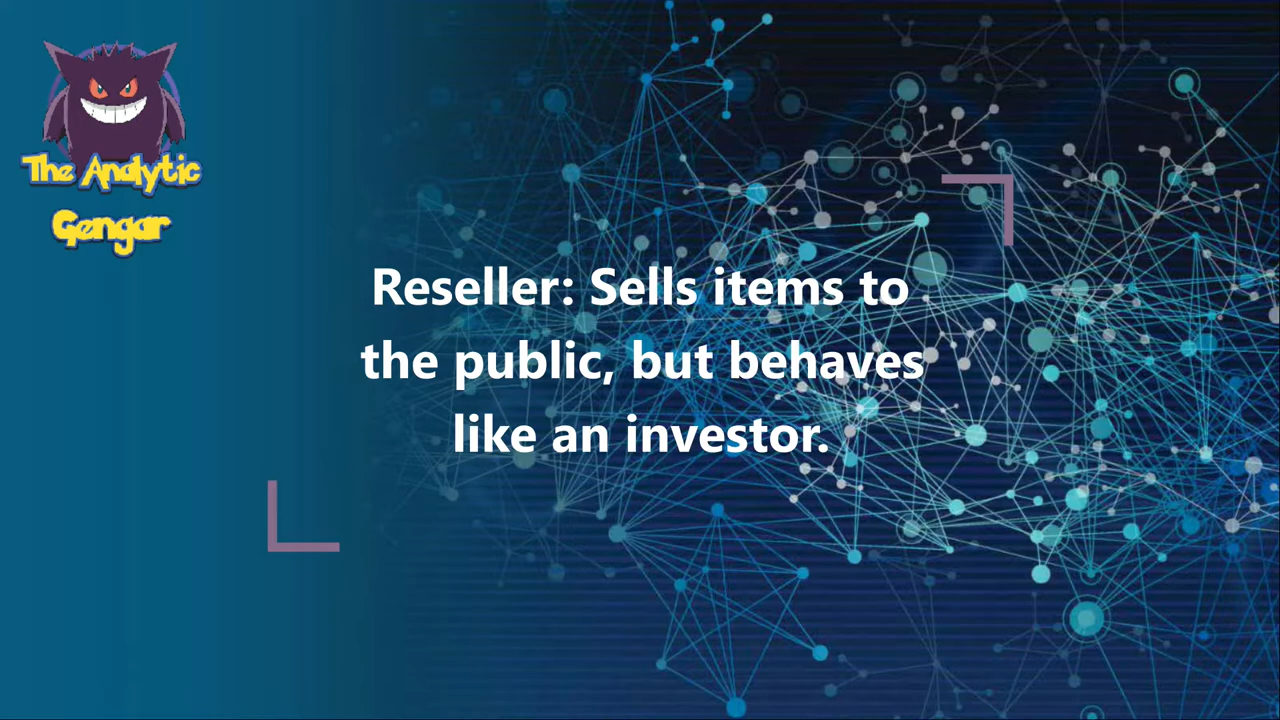 The Analytic
Gengar
Reseller: Sells items to
the public, but behaves
like an investor.